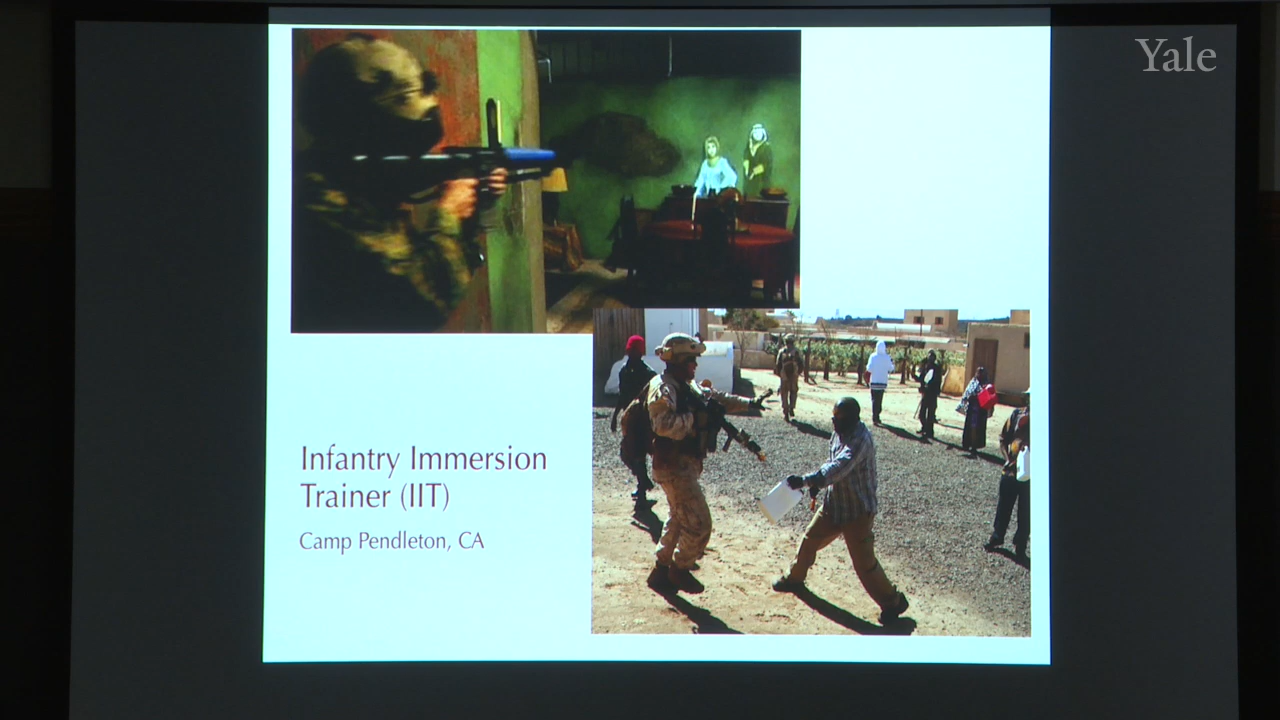 Yale
Infantry Immersion
Trainer (IIT)
Camp Pendleton, CA